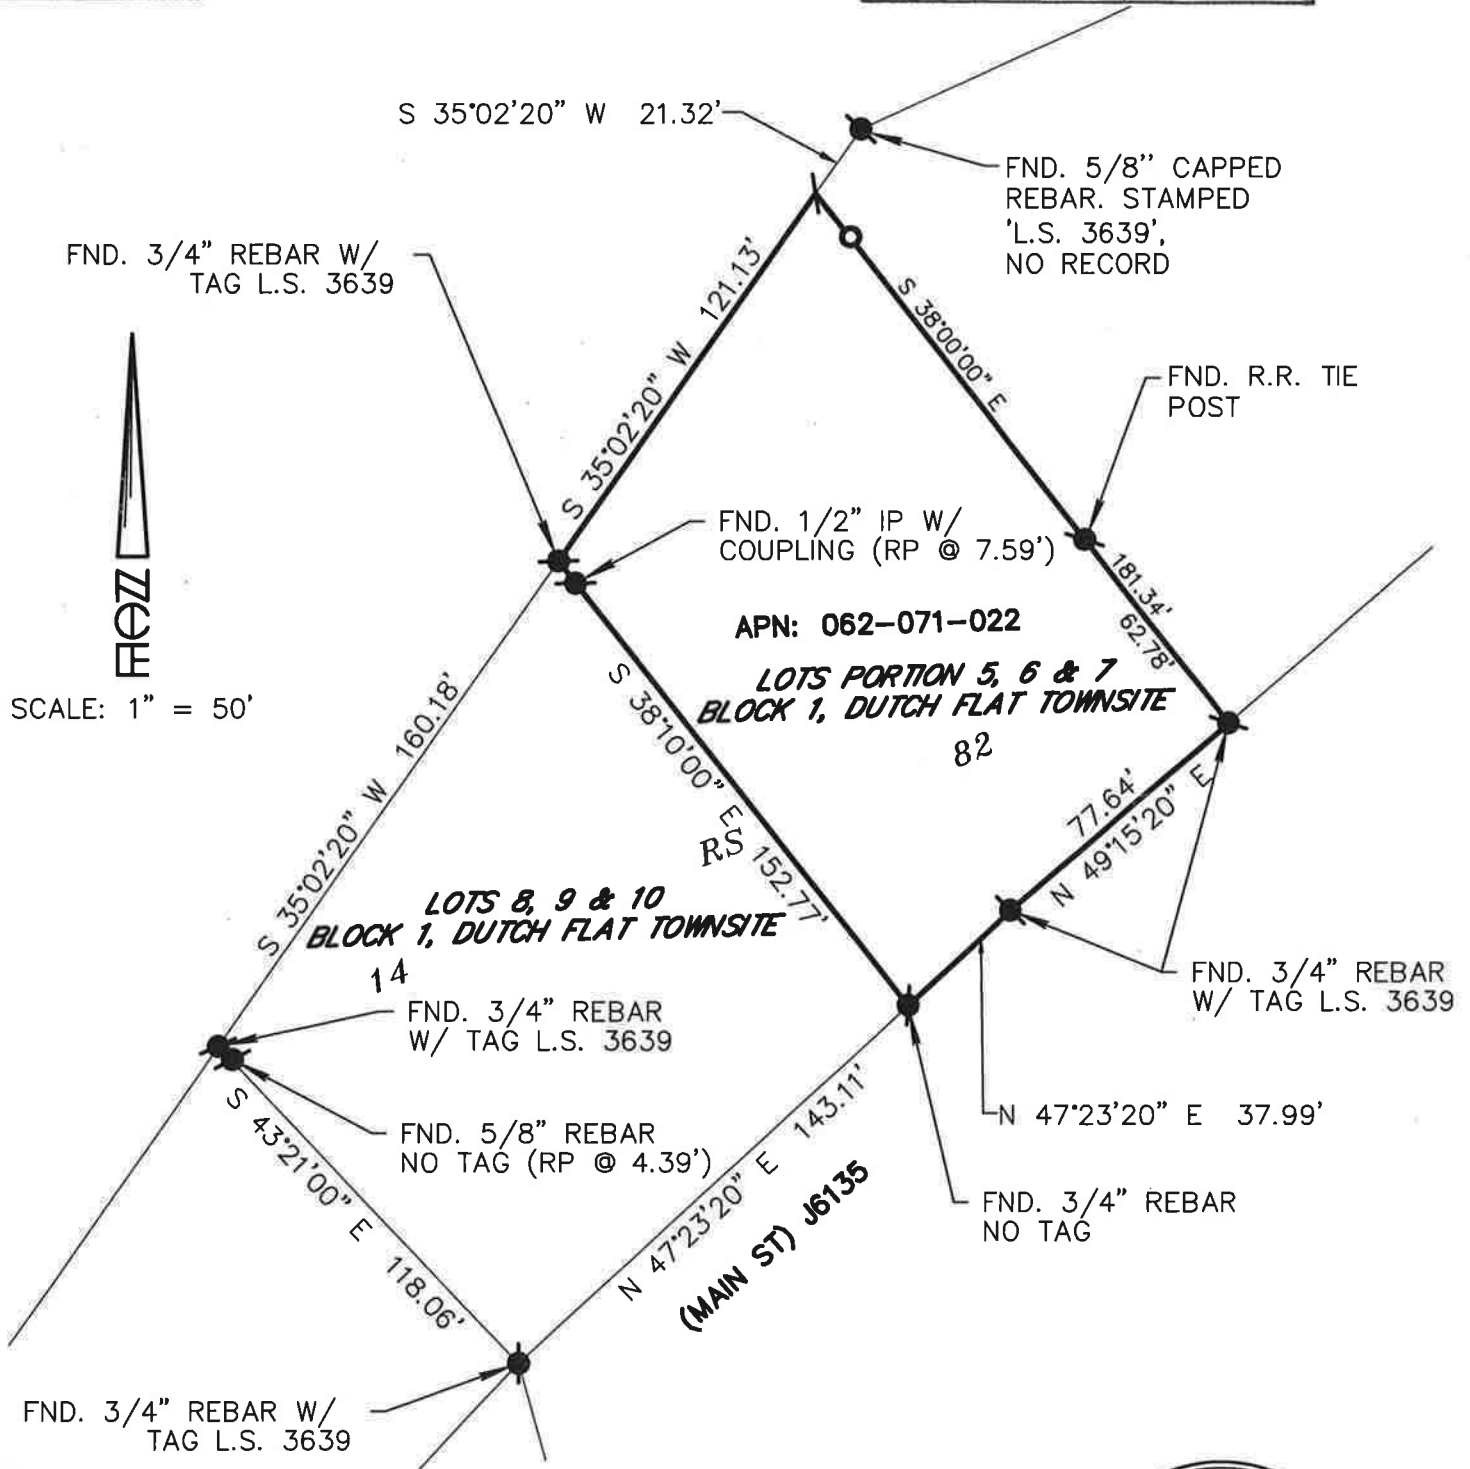 S 35°02'20" W 21.32'
FND. 5/8" CAPPED
REBAR. STAMPED
'L.S. 3639',
NO RECORD
FND. 3/4" REBAR W/
TAG L.S. 3639
S 35°02'20" W 121.13'
S 38°00'00" E
FND. R.R. TIE
POST
FND. 1/2" IP W/
COUPLING (RP @ 7.59')
181.34'
62.78'
APN: 062-071-022
LOTS PORTION 5, 6 & 7
BLOCK 1, DUTCH FLAT TOWNSITE
82
SCALE: 1" = 50'
S 35°02'20" W 160.18'
S 38°10'00" E 152.77'
RS
77.64'
N 49°15'20" E
LOTS 8, 9 & 10
BLOCK 1, DUTCH FLAT TOWNSITE
14
FND. 3/4" REBAR
W/ TAG L.S. 3639
FND. 3/4" REBAR
W/ TAG L.S. 3639
FND. 5/8" REBAR
NO TAG (RP @ 4.39')
S 43°21'00" E 118.06'
N 47°23'20" E 143.11'
N 47°23'20" E 37.99'
(MAIN ST) J6135
FND. 3/4" REBAR
NO TAG
FND. 3/4" REBAR W/
TAG L.S. 3639